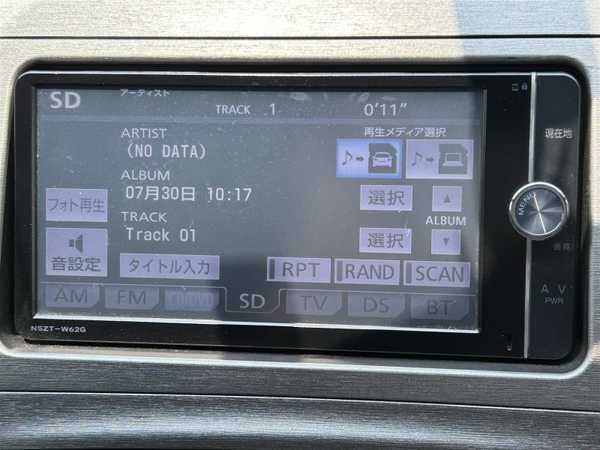 SD
アーティスト
TRACK 1 0'11"
ARTIST
(NO DATA)
再生メディア選択
ALBUM
07月30日 10:17
選択
フォト再生
TRACK
Track 01
選択
ALBUM
音設定
タイトル入力
RPT RAND SCAN
AM FM SD TV DS BT
NSZT-W62G
現在地
MENU
AV
PWR